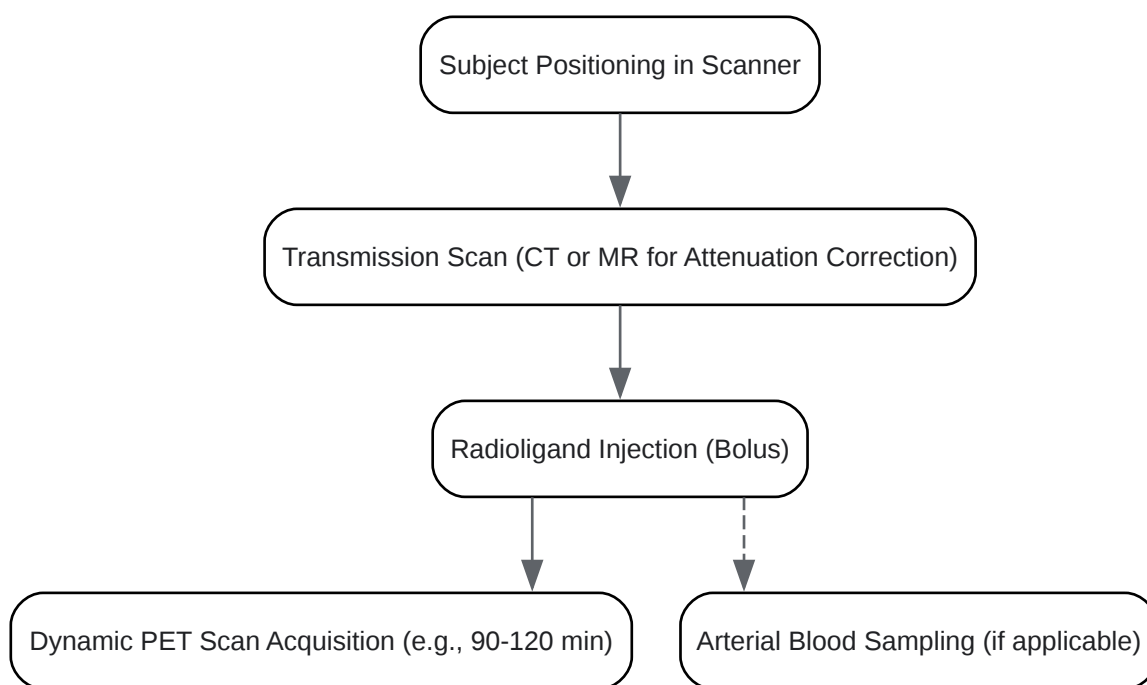 Subject Positioning in Scanner
Transmission Scan (CT or MR for Attenuation Correction)
Radioligand Injection (Bolus)
Dynamic PET Scan Acquisition (e.g., 90-120 min)
Arterial Blood Sampling (if applicable)